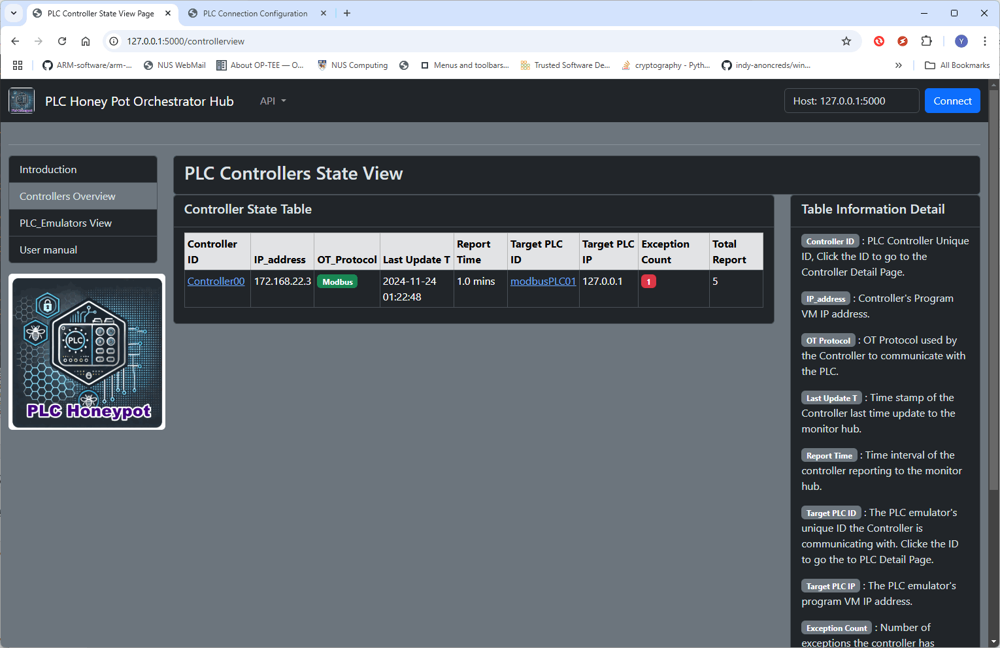 PLC Controller State View Page
PLC Connection Configuration
127.0.0.1:5000/controllerview
Y
ARM-software/arm-...
NUS WebMail
About OP-TEE — O...
NUS Computing
Menus and toolbars...
Trusted Software De...
cryptography - Pyth...
indy-anoncreds/win...
All Bookmarks
PLC Honey Pot Orchestrator Hub
API
Host: 127.0.0.1:5000
Connect
Introduction
Controllers Overview
PLC_Emulators View
User manual
PLC
PLC Honeypot
PLC Controllers State View
Controller State Table
Controller ID IP_address OT_Protocol Last Update T Report Time Target PLC ID Target PLC IP Exception Count Total Report
Controller00 172.168.22.3 Modbus 2024-11-24 01:22:48 1.0 mins modbusPLC01 127.0.0.1 1 5
Table Information Detail
Controller ID : PLC Controller Unique
ID, Click the ID to go to the
Controller Detail Page.
IP_address : Controller's Program
VM IP address.
OT Protocol : OT Protocol used by
the Controller to communicate with
the PLC.
Last Update T : Time stamp of the
Controller last time update to the
monitor hub.
Report Time : Time interval of the
controller reporting to the monitor
hub.
Target PLC ID : The PLC emulator's
unique ID the Controller is
communicating with. Clicke the ID
to go the to PLC Detail Page.
Target PLC IP : The PLC emulator's
program VM IP address.
Exception Count : Number of
exceptions the controller has